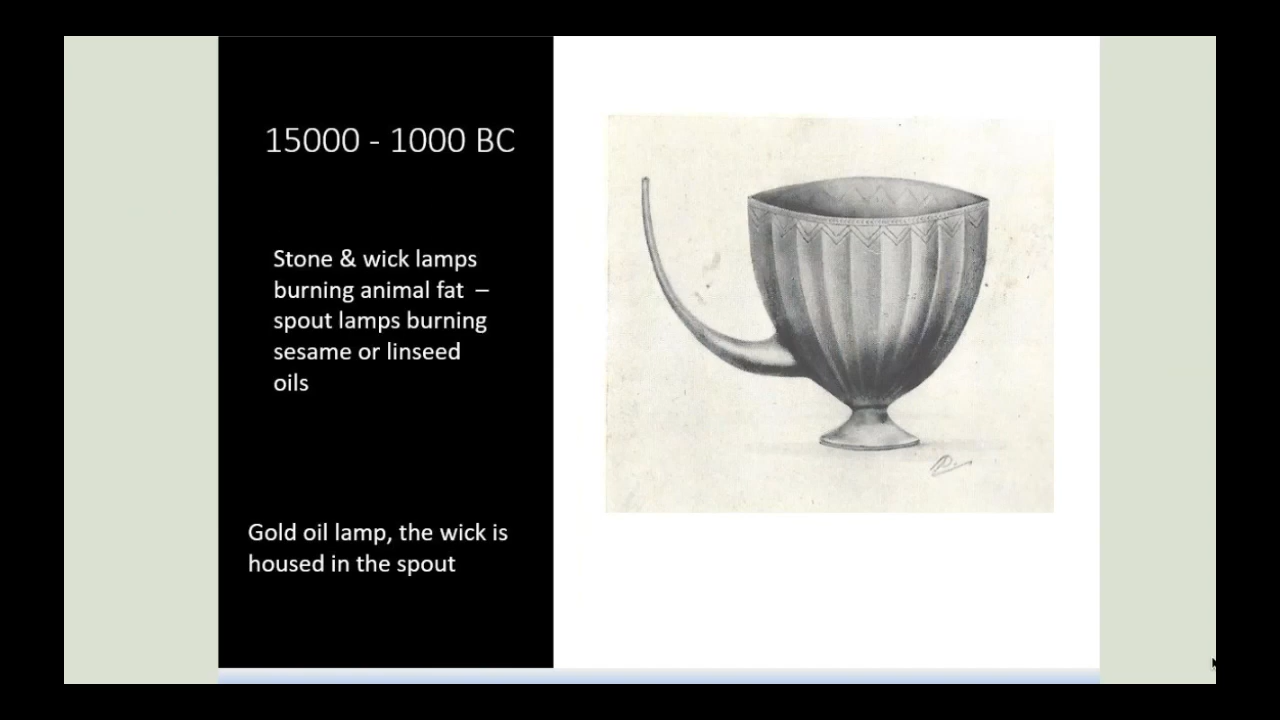 15000 - 1000 BC
Stone & wick lamps
burning animal fat –
spout lamps burning
sesame or linseed
oils
Gold oil lamp, the wick is
housed in the spout